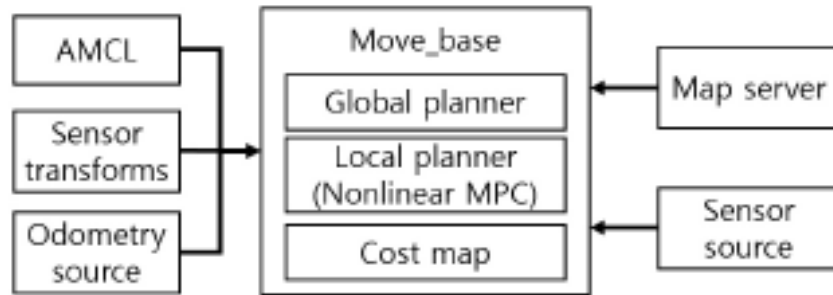 AMCL
Sensor
transforms
Odometry
source
Move_base
Global planner
Local planner
(Nonlinear MPC)
Cost map
Map server
Sensor
source